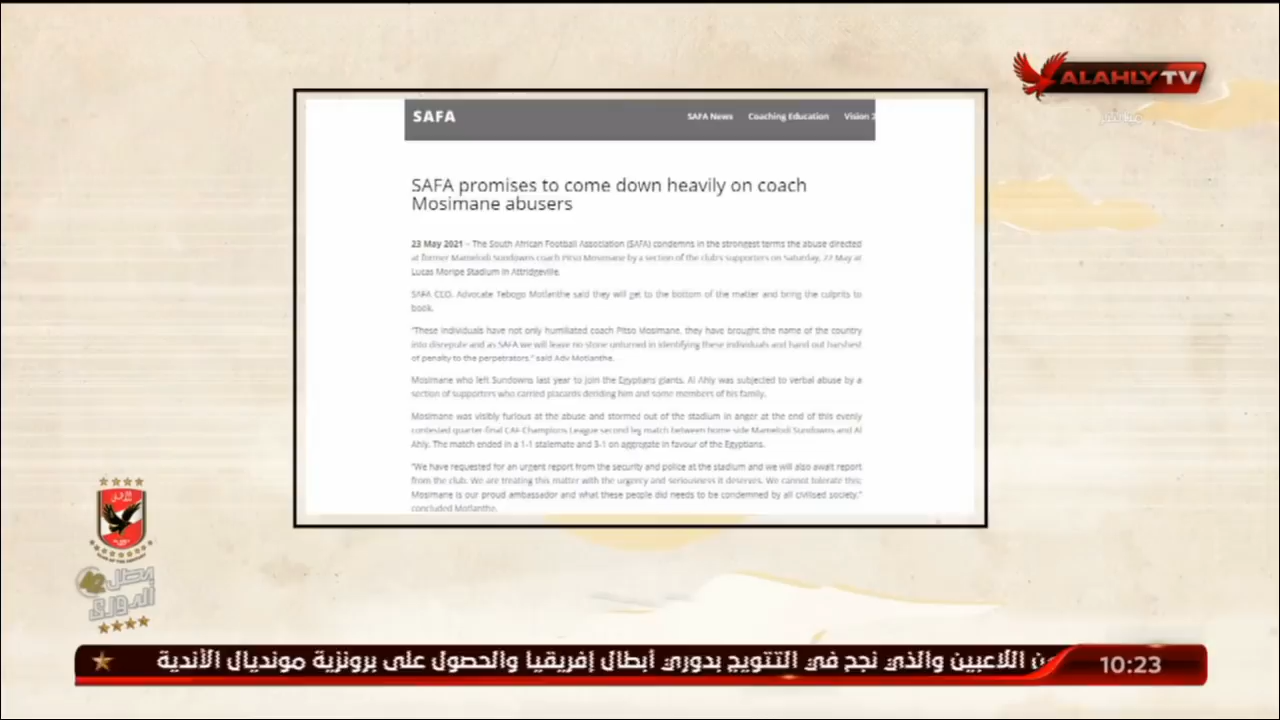 ALAHLY TV
مباشر
SAFA
SAFA News Coaching Education Vision 2
SAFA promises to come down heavily on coach
Mosimane abusers
23 May 2021 – The South African Football Association (SAFA) condemns in the strongest terms the abuse directed
at former Mamelodi Sundowns coach Pitso Mosimane by a section of the club's supporters on Saturday, 22 May at
Lucas Moripe Stadium in Attridgeville.
SAFA CEO, Advocate Tebogo Motlanthe said they will get to the bottom of the matter and bring the culprits to
book.
"These individuals have not only humiliated coach Pitso Mosimane, they have brought the name of the country
into disrepute and as SAFA we will leave no stone unturned in identifying these individuals and hand out harshest
of penalty to the perpetrators," said Adv Motlanthe.
Mosimane who left Sundowns last year to join the Egyptians giants, Al Ahly was subjected to verbal abuse by a
section of supporters who carried placards deriding him and some members of his family.
Mosimane was visibly furious at the abuse and stormed out of the stadium in anger at the end of this evenly
contested quarter-final CAF Champions League second leg match between home side Mamelodi Sundowns and Al
Ahly. The match ended in a 1-1 stalemate and 3-1 on aggregate in favour of the Egyptians.
"We have requested for an urgent report from the security and police at the stadium and we will also await report
from the club. We are treating this matter with the urgency and seriousness it deserves. We cannot tolerate this;
Mosimane is our proud ambassador and what these people did needs to be condemned by all civilised society,"
concluded Motlanthe.
بطل الدوري
42
ن اللاعبين والذي نجح في التتويج بدوري أبطال إفريقيا والحصول على برونزية مونديال الأندية
10:23